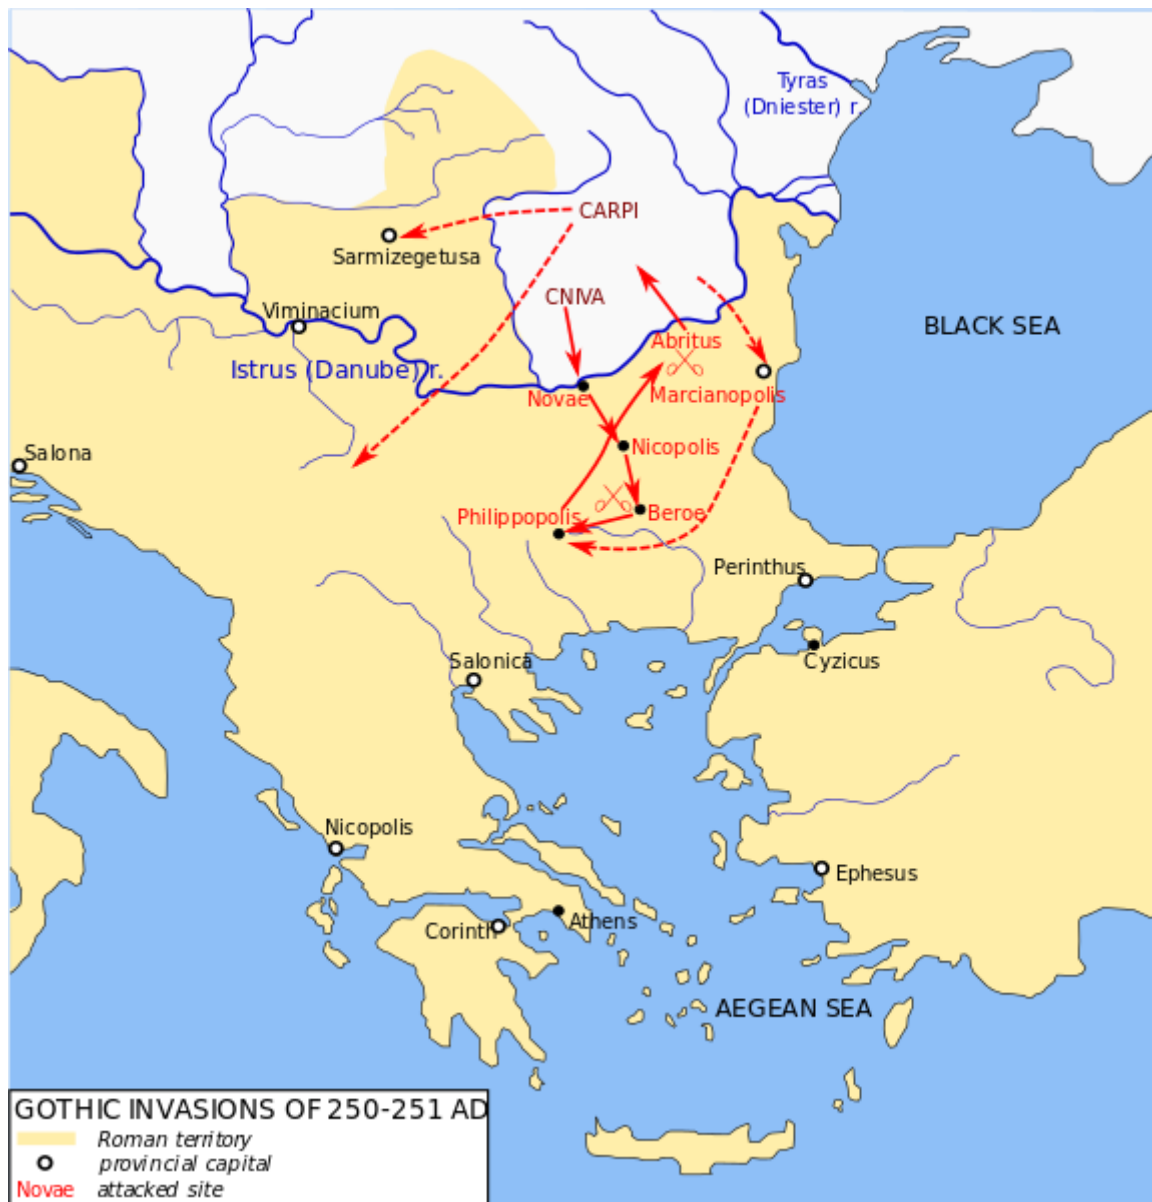 Tyras
(Dniester) r.
CARPI
Sarmizegetusa
CNIVA
Viminacium
BLACK SEA
Abritus
Istrus (Danube) r.
Novae
Marcianopolis
Salona
Nicopolis
Philippopolis
Beroe
Perinthus
Salonica
Cyzicus
Nicopolis
Ephesus
Corinth
Athens
AEGEAN SEA
GOTHIC INVASIONS OF 250-251 AD
Roman territory
provincial capital
Novae attacked site